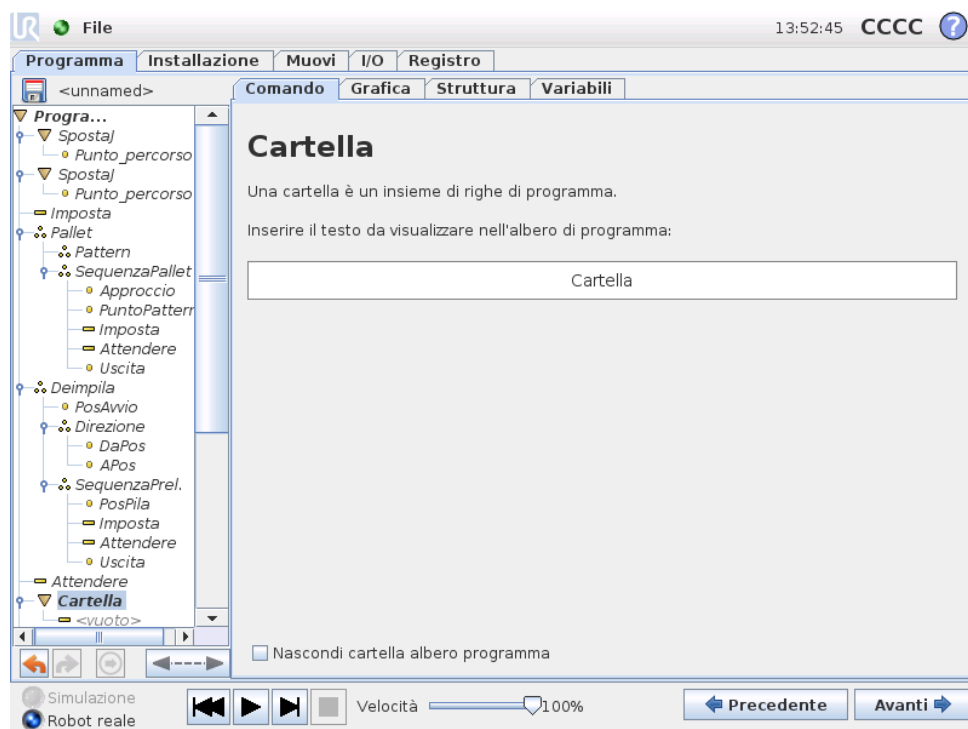 UR File 13:52:45 CCCC ?
Programma Installazione Muovi I/O Registro
<unnamed>
Comando Grafica Struttura Variabili
Progra...
SpostaJ
Punto_percorso
SpostaJ
Punto_percorso
Imposta
Pallet
Pattern
SequenzaPallet
Approccio
PuntoPattern
Imposta
Attendere
Uscita
Deimpila
PosAvvio
Direzione
DaPos
APos
SequenzaPrel.
PosPila
Imposta
Attendere
Uscita
Attendere
Cartella
<vuoto>
Cartella
Una cartella è un insieme di righe di programma.
Inserire il testo da visualizzare nell'albero di programma:
Cartella
Nascondi cartella albero programma
Simulazione
Robot reale
Velocità 100%
Precedente Avanti